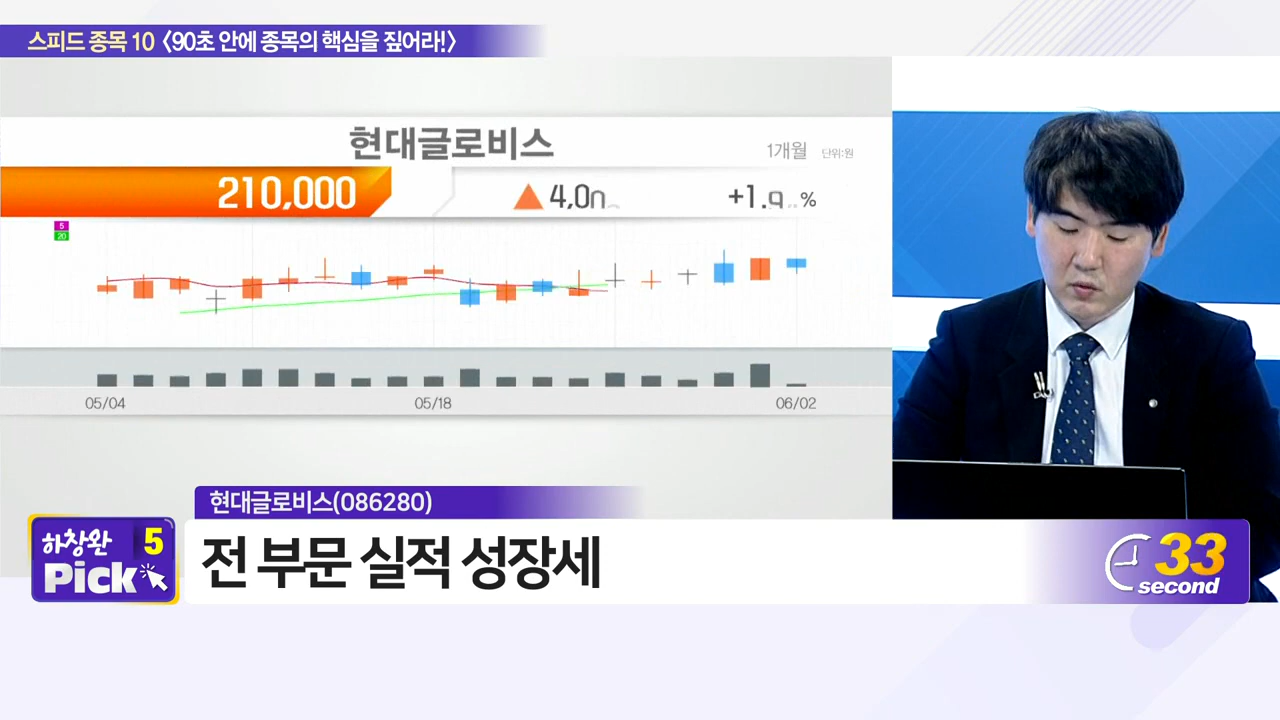 스피드 종목 10 〈90초 안에 종목의 핵심을 짚어라!〉
현대글로비스
1개월 단위:원
210,000 ▲ %
5
20
05/04 05/18 06/02
현대글로비스(086280)
하창완 5
Pick
전 부문 실적 성장세
33
second